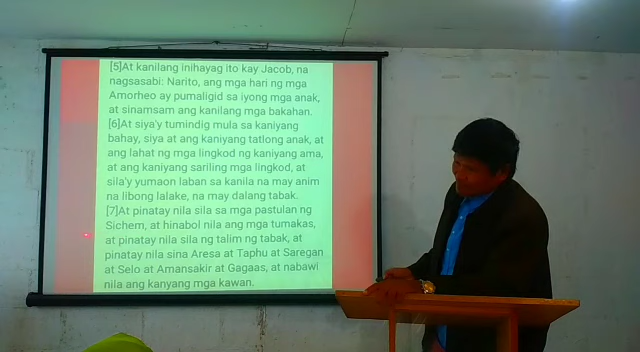 [5]At kanilang inihayag ito kay Jacob, na
nagsasabi: Narito, ang mga hari ng mga
Amorheo ay pumaligid sa iyong mga anak,
at sinamsam ang kanilang mga bakahan.
[6]At siya'y tumindig mula sa kaniyang
bahay, siya at ang kaniyang tatlong anak, at
ang lahat ng mga lingkod ng kaniyang ama,
at ang kaniyang sariling mga lingkod, at
sila'y yumaon laban sa kanila na may anim
na libong lalake, na may dalang tabak.
[7]At pinatay nila sila sa mga pastulan ng
Sichem, at hinabol nila ang mga tumakas,
at pinatay nila sila ng talim ng tabak, at
pinatay nila sina Aresa at Taphu at Saregan
at Selo at Amansakir at Gagaas, at nabawi
nila ang kanyang mga kawan.